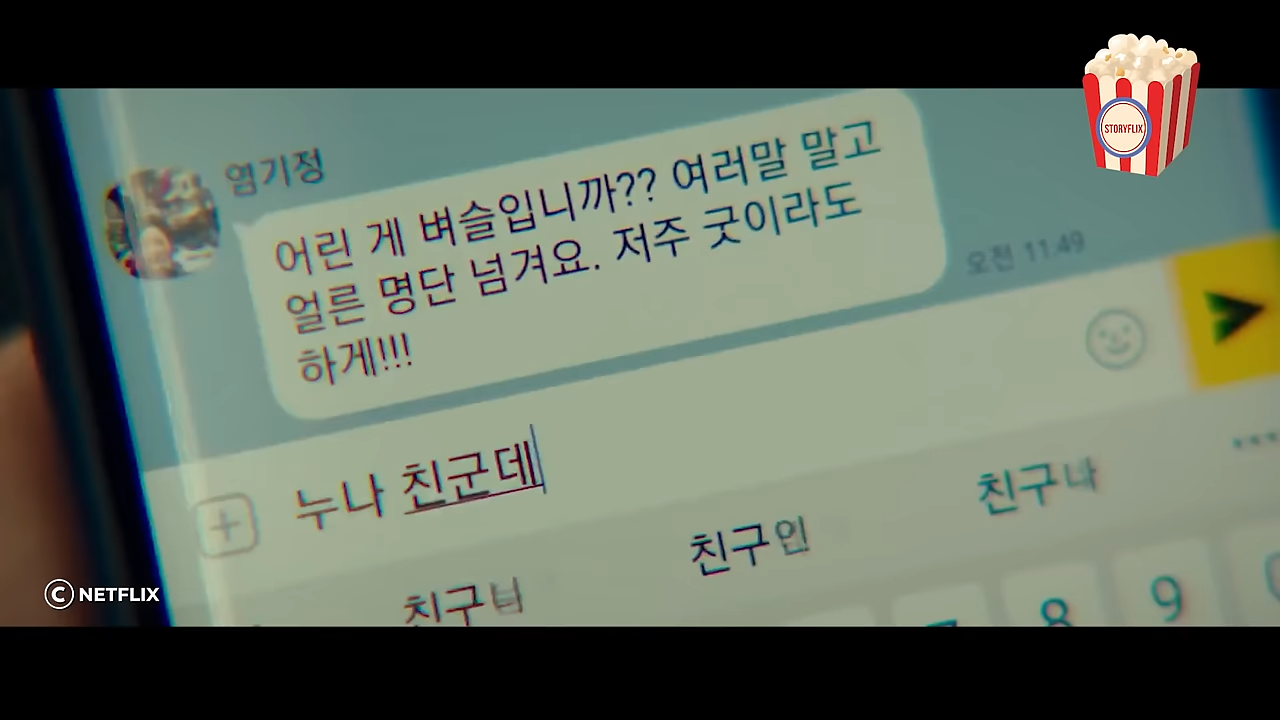 STORYFLIX
염기정
어린 게 벼슬입니까?? 여러말 말고
얼른 명단 넘겨요. 저주 굿이라도
하게!!!
오전 11:49
누나 친군데
친구나
친구인
친구
8 9
© NETFLIX